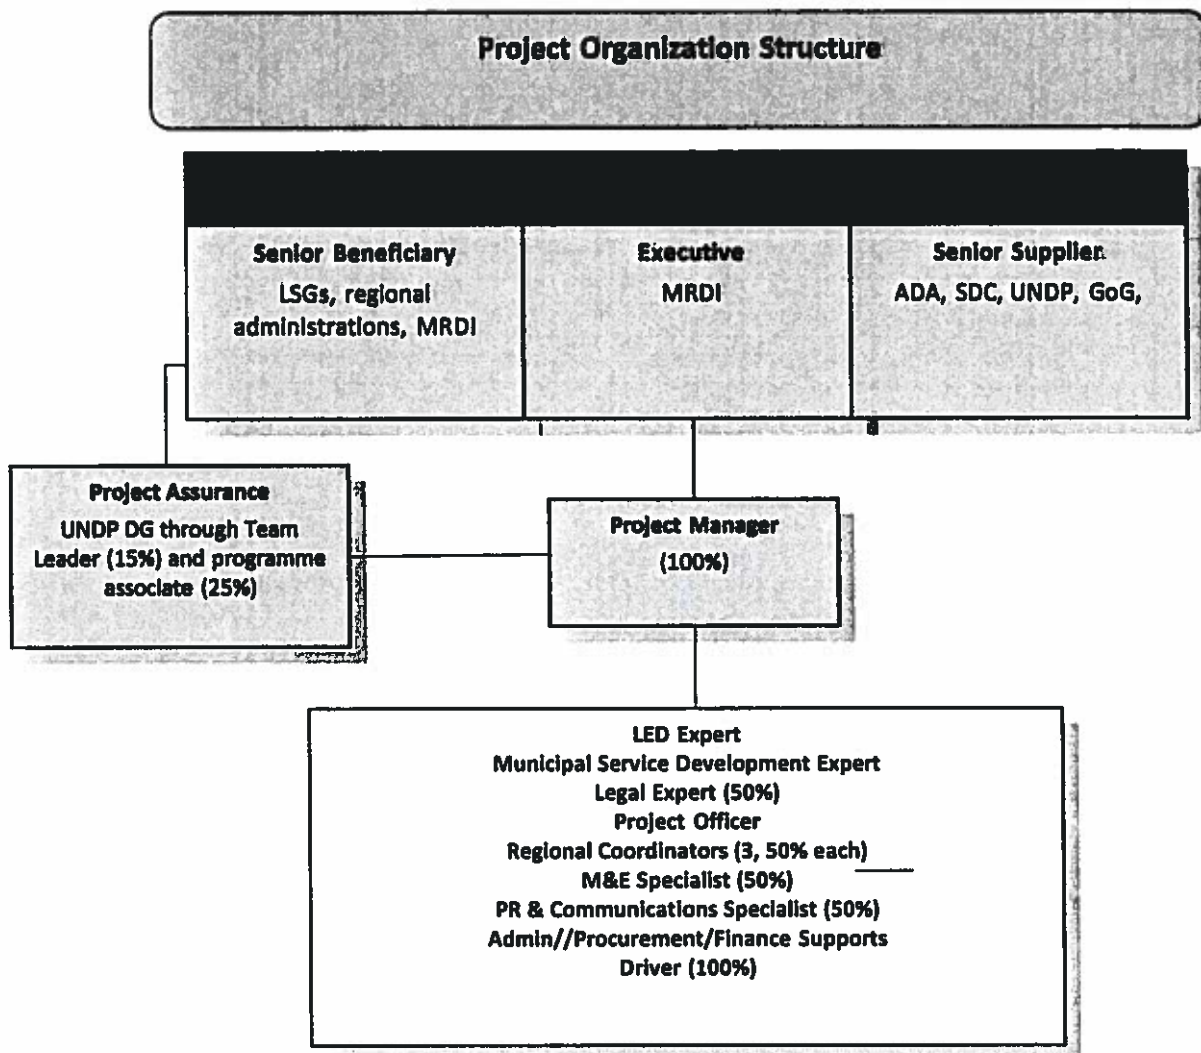 Project Organization Structure
Senior Beneficiary
LSGs, regional
administrations, MRDI
Executive
MRDI
Senior Supplier
ADA, SDC, UNDP, GoG,
Project Assurance
UNDP DG through Team
Leader (15%) and programme
associate (25%)
Project Manager
(100%)
LED Expert
Municipal Service Development Expert
Legal Expert (50%)
Project Officer
Regional Coordinators (3, 50% each)
M&E Specialist (50%)
PR & Communications Specialist (50%)
Admin//Procurement/Finance Supports
Driver (100%)